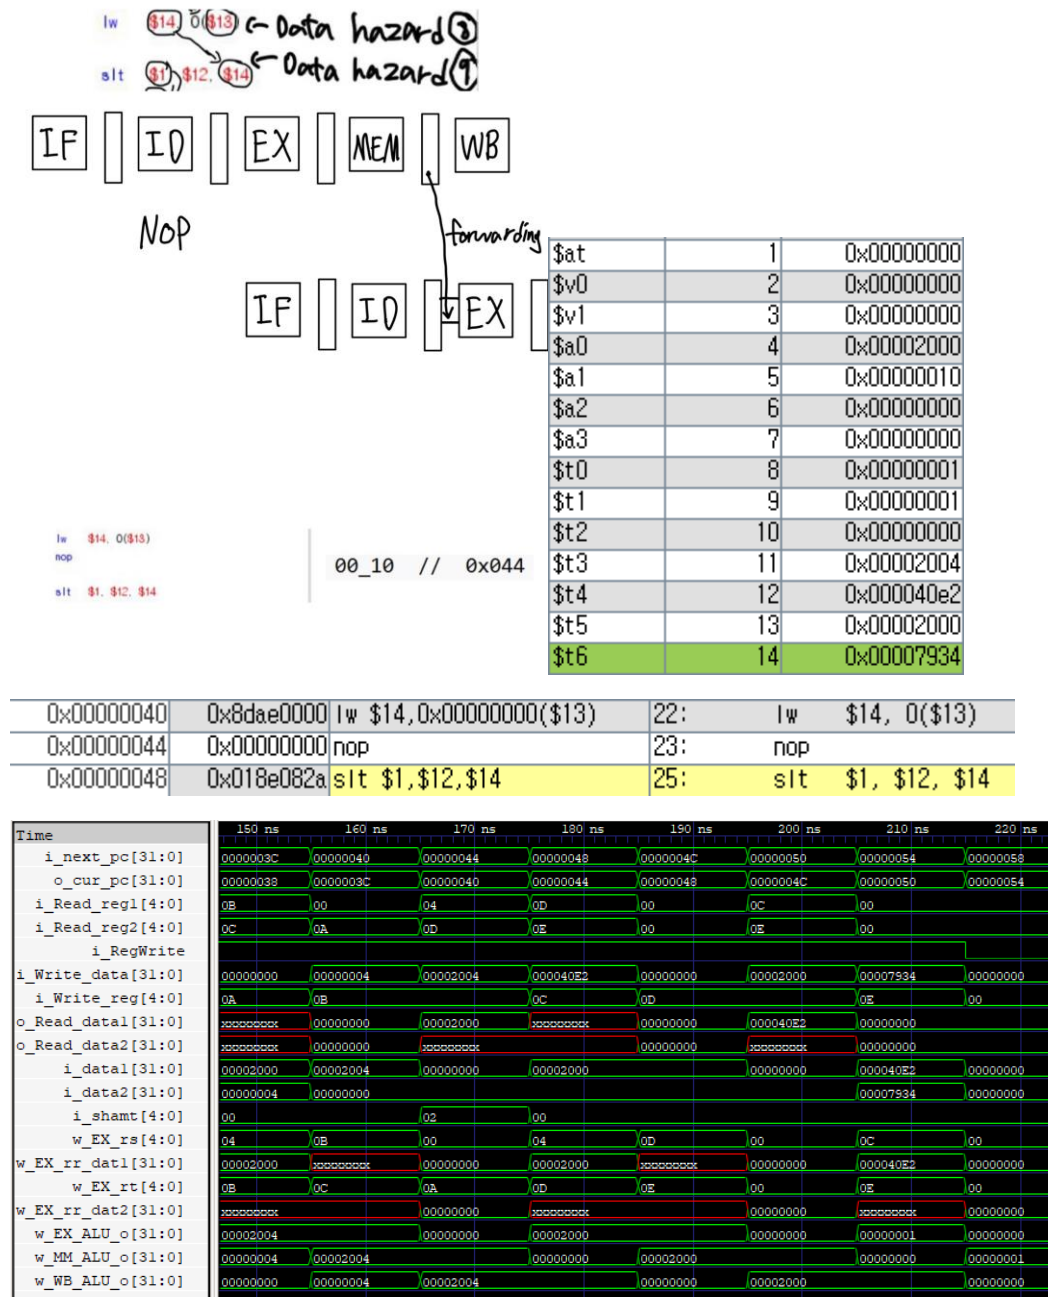 lw $14, 0($13) ← Data hazard ⑧
slt $1, $12, $14 ← Data hazard ⑨
IF ID EX MEM WB
NOP
forwarding
IF ID EX
$at 1 0x00000000
$v0 2 0x00000000
$v1 3 0x00000000
$a0 4 0x00002000
$a1 5 0x00000010
$a2 6 0x00000000
$a3 7 0x00000000
$t0 8 0x00000001
$t1 9 0x00000001
$t2 10 0x00000000
$t3 11 0x00002004
$t4 12 0x000040e2
$t5 13 0x00002000
$t6 14 0x00007934
lw $14, 0($13)
nop
slt $1, $12, $14
00_10 // 0x044
0x00000040 0x8dae0000 lw $14,0x00000000($13) 22: lw $14, 0($13)
0x00000044 0x00000000 nop 23: nop
0x00000048 0x018e082a slt $1,$12,$14 25: slt $1, $12, $14
Time 150 ns 160 ns 170 ns 180 ns 190 ns 200 ns 210 ns 220 ns
i_next_pc[31:0] 0000003C 00000040 00000044 00000048 0000004C 00000050 00000054 00000058
o_cur_pc[31:0] 00000038 0000003C 00000040 00000044 00000048 0000004C 00000050 00000054
i_Read_reg1[4:0] 0B 00 04 0D 00 0C 00
i_Read_reg2[4:0] 0C 0A 0D 0E 00 0E 00
i_RegWrite
i_Write_data[31:0] 00000000 00000004 00002004 000040E2 00000000 00002000 00007934 00000000
i_Write_reg[4:0] 0A 0B 0C 0D 0E 00
o_Read_data1[31:0] xxxxxxxx 00000000 00002000 xxxxxxxx 00000000 000040E2 00000000
o_Read_data2[31:0] xxxxxxxx 00000000 xxxxxxxx 00000000 xxxxxxxx 00000000
i_data1[31:0] 00002000 00002004 00000000 00002000 00000000 000040E2 00000000
i_data2[31:0] 00000004 00000000 00007934 00000000
i_shamt[4:0] 00 02 00
w_EX_rs[4:0] 04 0B 00 04 0D 00 0C 00
w_EX_rr_dat1[31:0] 00002000 xxxxxxxx 00000000 00002000 xxxxxxxx 00000000 000040E2 00000000
w_EX_rt[4:0] 0B 0C 0A 0D 0E 00 0E 00
w_EX_rr_dat2[31:0] xxxxxxxx 00000000 xxxxxxxx 00000000 xxxxxxxx 00000000
w_EX_ALU_o[31:0] 00002004 00000000 00002000 00000000 00000001 00000000
w_MM_ALU_o[31:0] 00000004 00002004 00000000 00002000 00000000 00000001
w_WB_ALU_o[31:0] 00000000 00000004 00002004 00000000 00002000 00000000